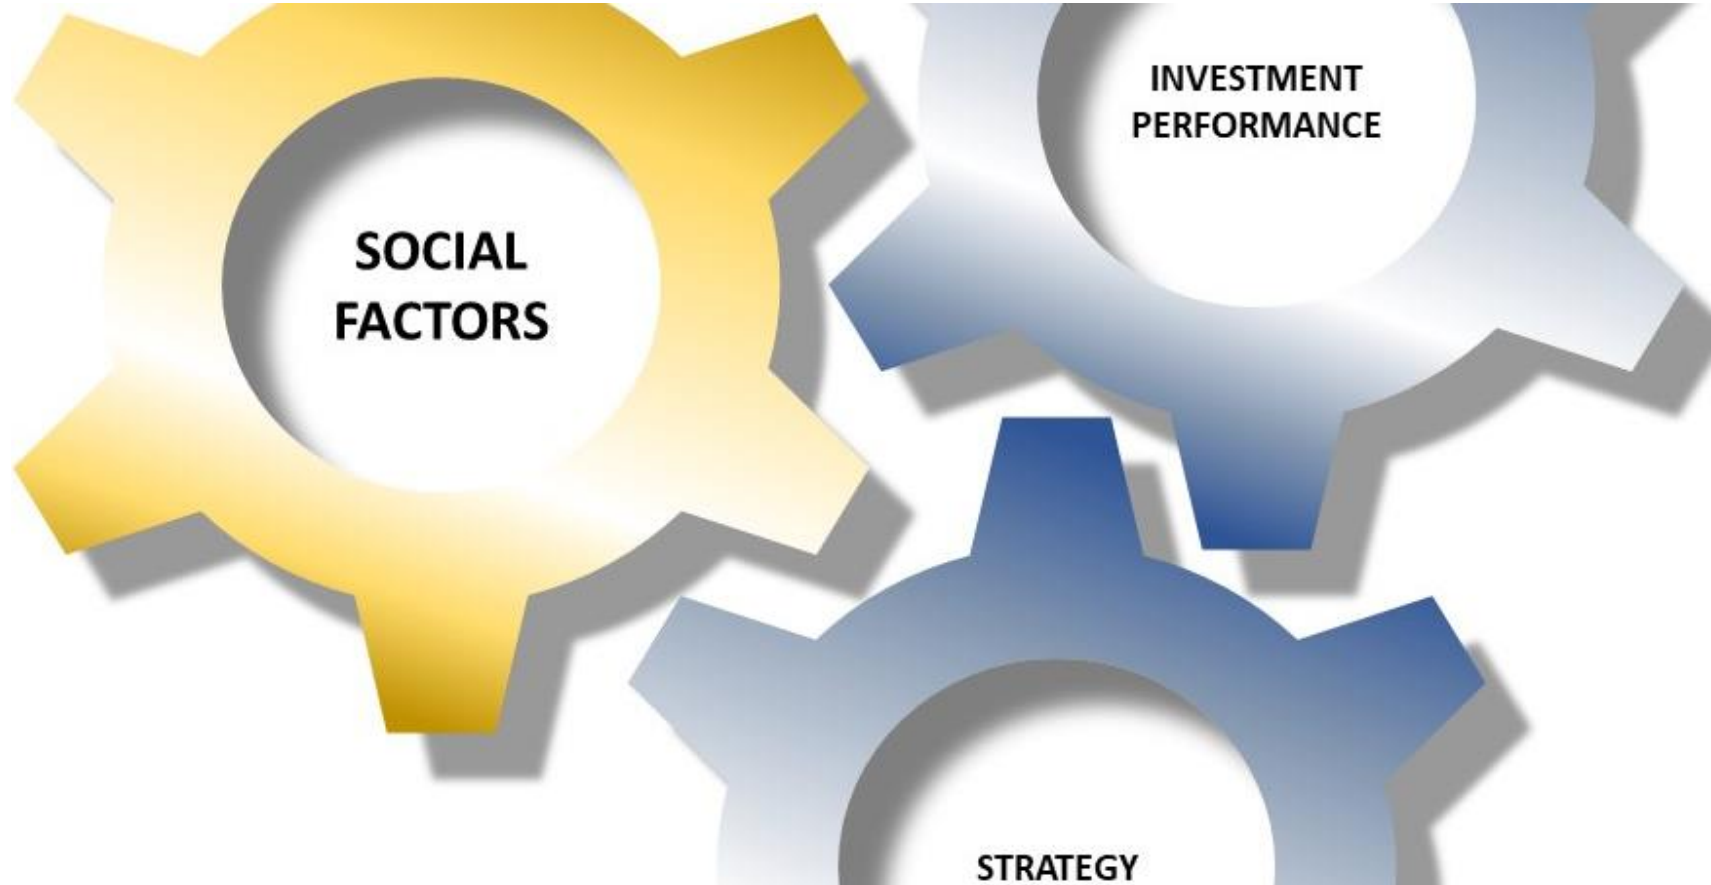 SOCIAL
FACTORS
INVESTMENT
PERFORMANCE
STRATEGY